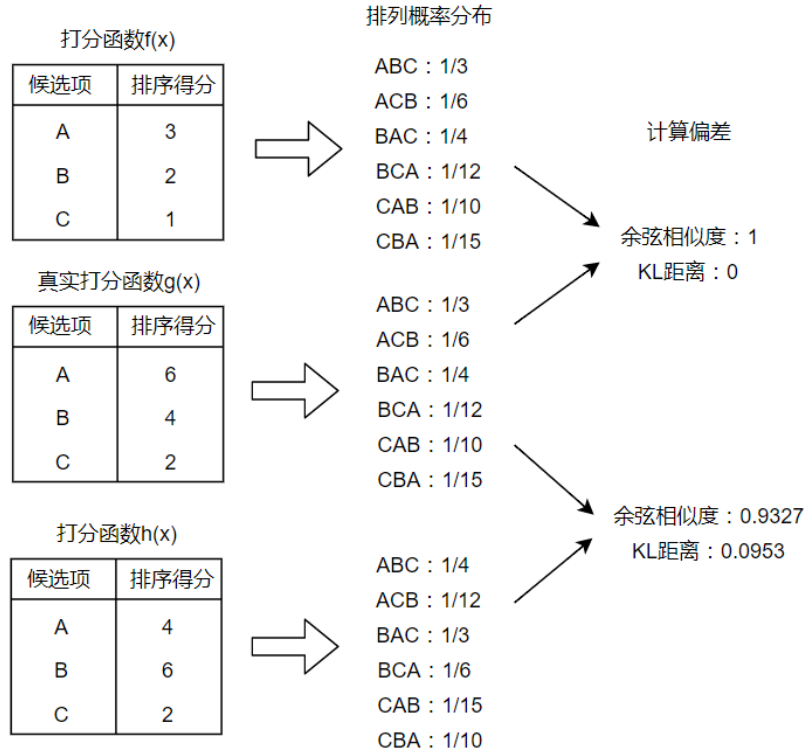 排列概率分布
打分函数f(x)
候选项 排序得分
A 3
B 2
C 1
ABC：1/3
ACB：1/6
BAC：1/4
BCA：1/12
CAB：1/10
CBA：1/15
计算偏差
余弦相似度：1
KL距离：0
真实打分函数g(x)
候选项 排序得分
A 6
B 4
C 2
ABC：1/3
ACB：1/6
BAC：1/4
BCA：1/12
CAB：1/10
CBA：1/15
余弦相似度：0.9327
KL距离：0.0953
打分函数h(x)
候选项 排序得分
A 4
B 6
C 2
ABC：1/4
ACB：1/12
BAC：1/3
BCA：1/6
CAB：1/15
CBA：1/10